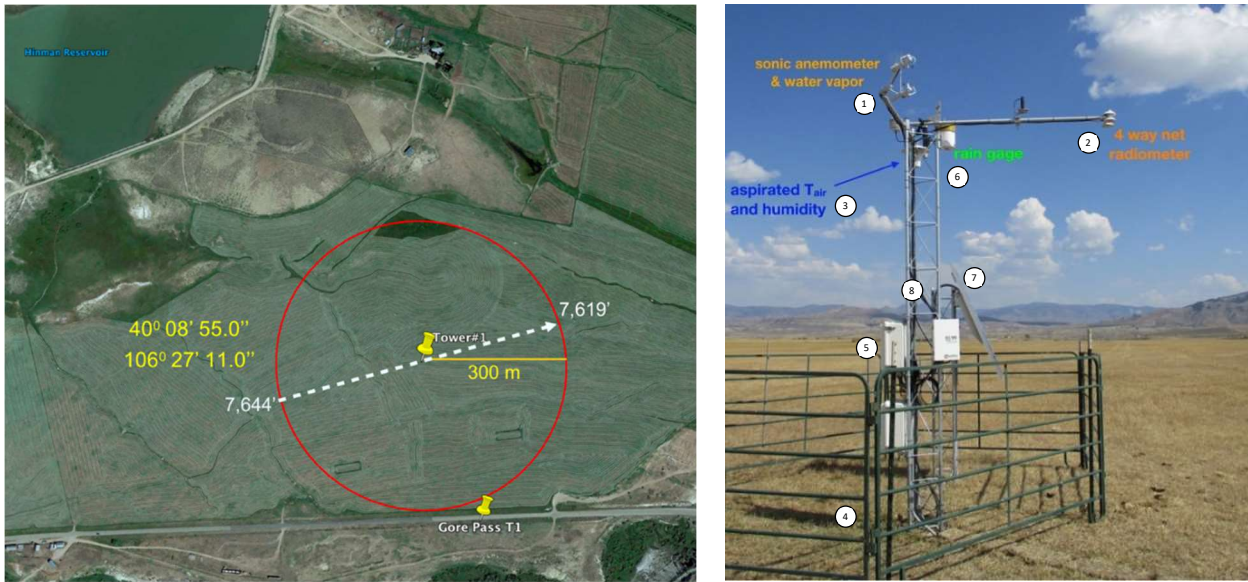 Hinman Reservoir
7,619'
40⁰ 08' 55.0''
106⁰ 27' 11.0''
Tower#1
300 m
7,644'
Gore Pass T1
sonic anemometer
& water vapor
1
2
4 way net
radiometer
rain gage
6
aspirated Tair
and humidity
3
7
8
5
4